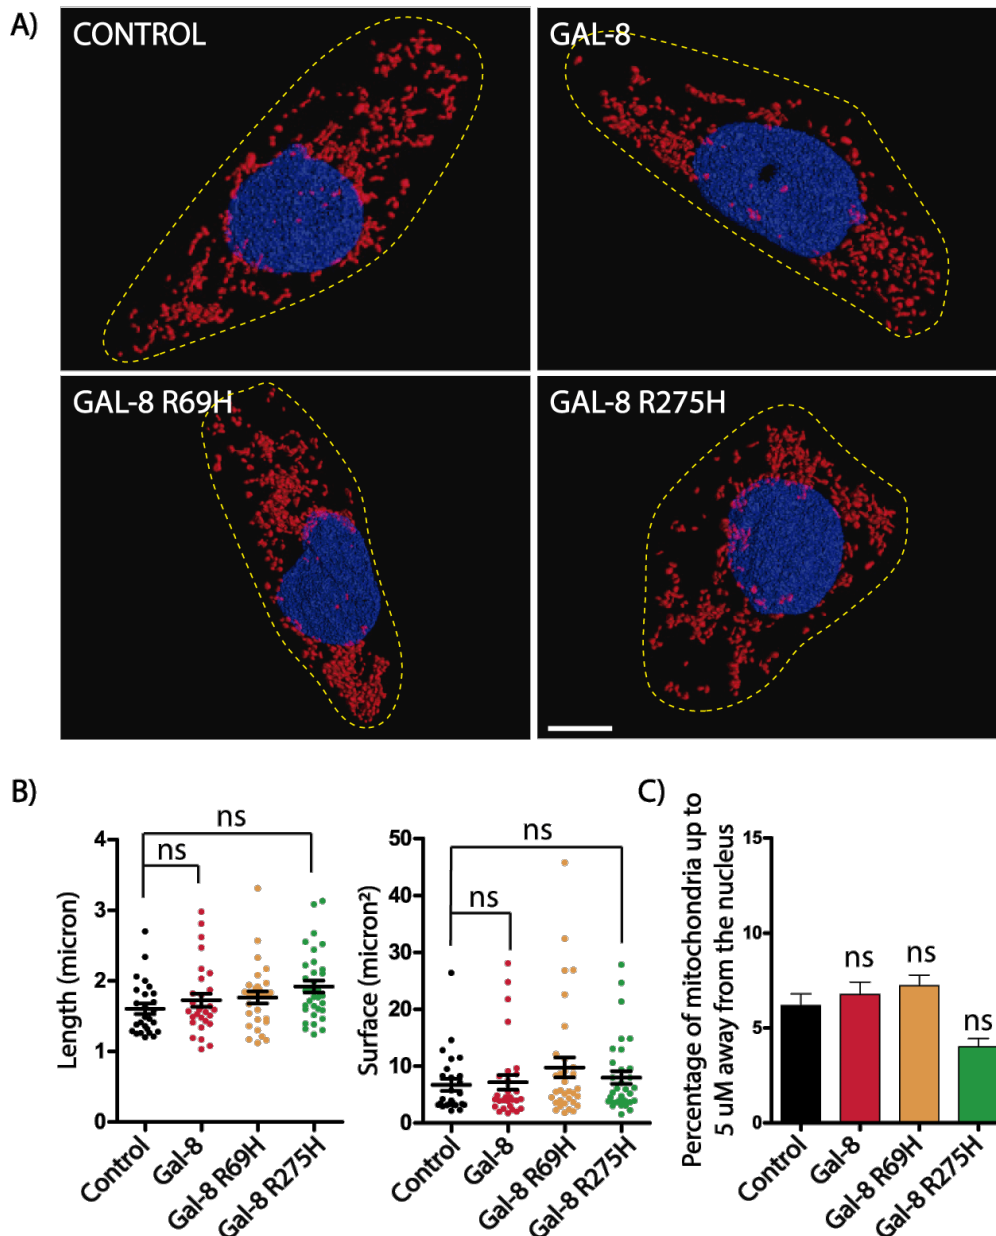 A)
CONTROL
GAL-8
GAL-8 R69H
GAL-8 R275H
B)
Length (micron)
4
3
2
1
0
ns
ns
Control
Gal-8
Gal-8 R69H
Gal-8 R275H
Surface (micron²)
50
40
30
20
10
0
ns
ns
Control
Gal-8
Gal-8 R69H
Gal-8 R275H
C)
Percentage of mitochondria up to
5 uM away from the nucleus
15
10
5
0
ns
ns
ns
Control
Gal-8
Gal-8 R69H
Gal-8 R275H